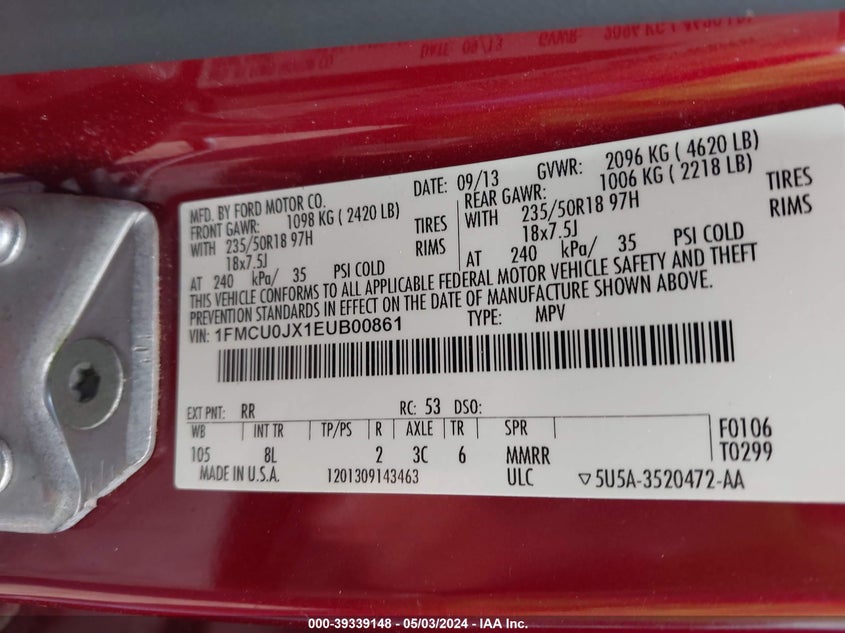 DATE: 09/13 GVWR: 2096 KG ( 4620 LB)
MFD. BY FORD MOTOR CO.
FRONT GAWR: 1098 KG ( 2420 LB)
REAR GAWR: 1006 KG ( 2218 LB)
WITH 235/50R18 97H TIRES
WITH 235/50R18 97H TIRES
18x7.5J RIMS
18x7.5J RIMS
AT 240 kPa/ 35 PSI COLD
AT 240 kPa/ 35 PSI COLD
THIS VEHICLE CONFORMS TO ALL APPLICABLE FEDERAL MOTOR VEHICLE SAFETY AND THEFT
PREVENTION STANDARDS IN EFFECT ON THE DATE OF MANUFACTURE SHOWN ABOVE.
VIN: 1FMCU0JX1EUB00861 TYPE: MPV
EXT PNT: RR RC: 53 DSO:
WB INT TR TP/PS R AXLE TR SPR
105 8L 2 3C 6 MMRR
F0106
T0299
MADE IN U.S.A. 1201309143463 ULC ▽5U5A-3520472-AA
000-39339148 - 05/03/2024 - IAA Inc.